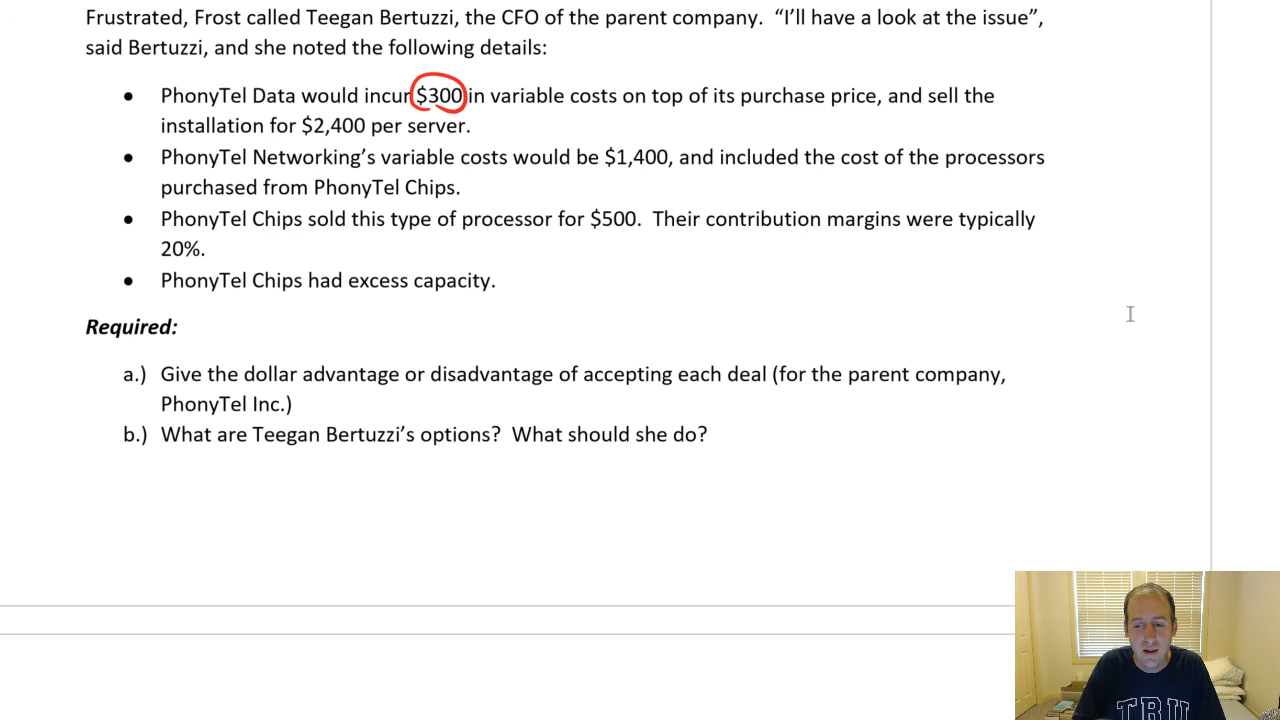 Frustrated, Frost called Teegan Bertuzzi, the CFO of the parent company.  “I’ll have a look at the issue”,
said Bertuzzi, and she noted the following details:
• PhonyTel Data would incur $300 in variable costs on top of its purchase price, and sell the
installation for $2,400 per server.
• PhonyTel Networking’s variable costs would be $1,400, and included the cost of the processors
purchased from PhonyTel Chips.
• PhonyTel Chips sold this type of processor for $500.  Their contribution margins were typically
20%.
• PhonyTel Chips had excess capacity.
Required:
a.) Give the dollar advantage or disadvantage of accepting each deal (for the parent company,
PhonyTel Inc.)
b.) What are Teegan Bertuzzi’s options?  What should she do?
TRU